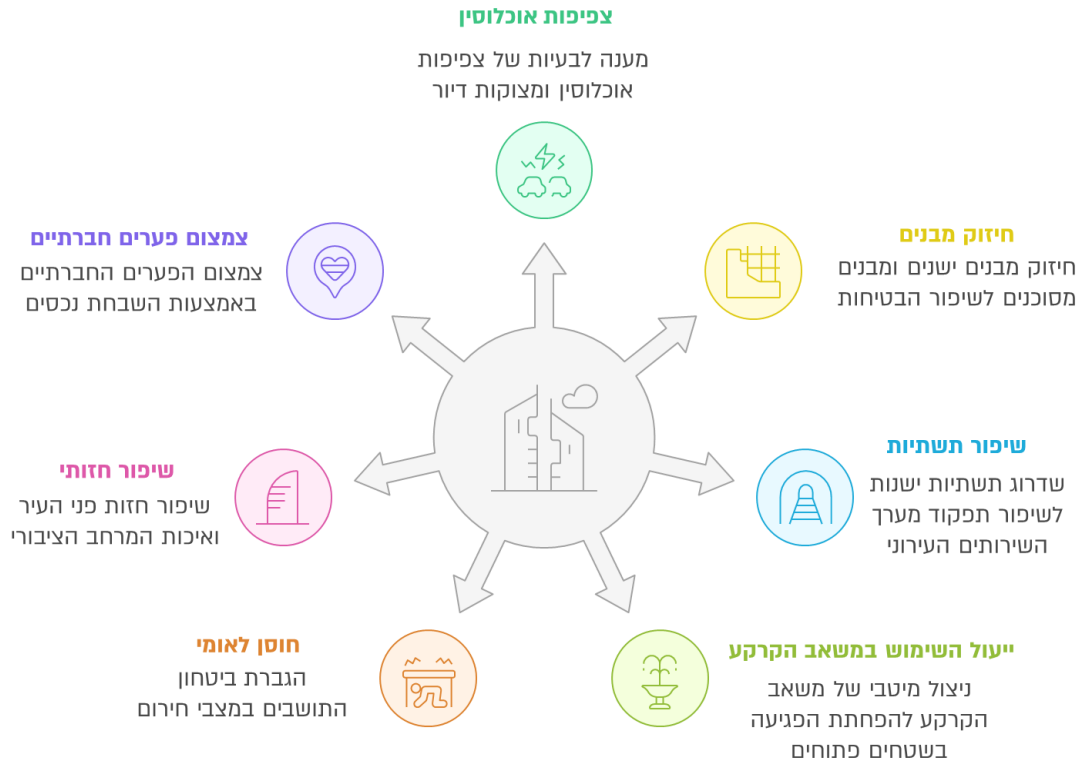 צפיפות אוכלוסין
מענה לבעיות של צפיפות
אוכלוסין ומצוקות דיור
חיזוק מבנים
חיזוק מבנים ישנים ומבנים
מסוכנים לשיפור הבטיחות
שיפור תשתיות
שדרוג תשתיות ישנות
לשיפור תפקוד מערך
השירותים העירוני
ייעול השימוש במשאב הקרקע
ניצול מיטבי של משאב
הקרקע להפחתת הפגיעה
בשטחים פתוחים
חוסן לאומי
הגברת ביטחון
התושבים במצבי חירום
שיפור חזותי
שיפור חזות פני העיר
ואיכות המרחב הציבורי
צמצום פערים חברתיים
צמצום הפערים החברתיים
באמצעות השבחת נכסים